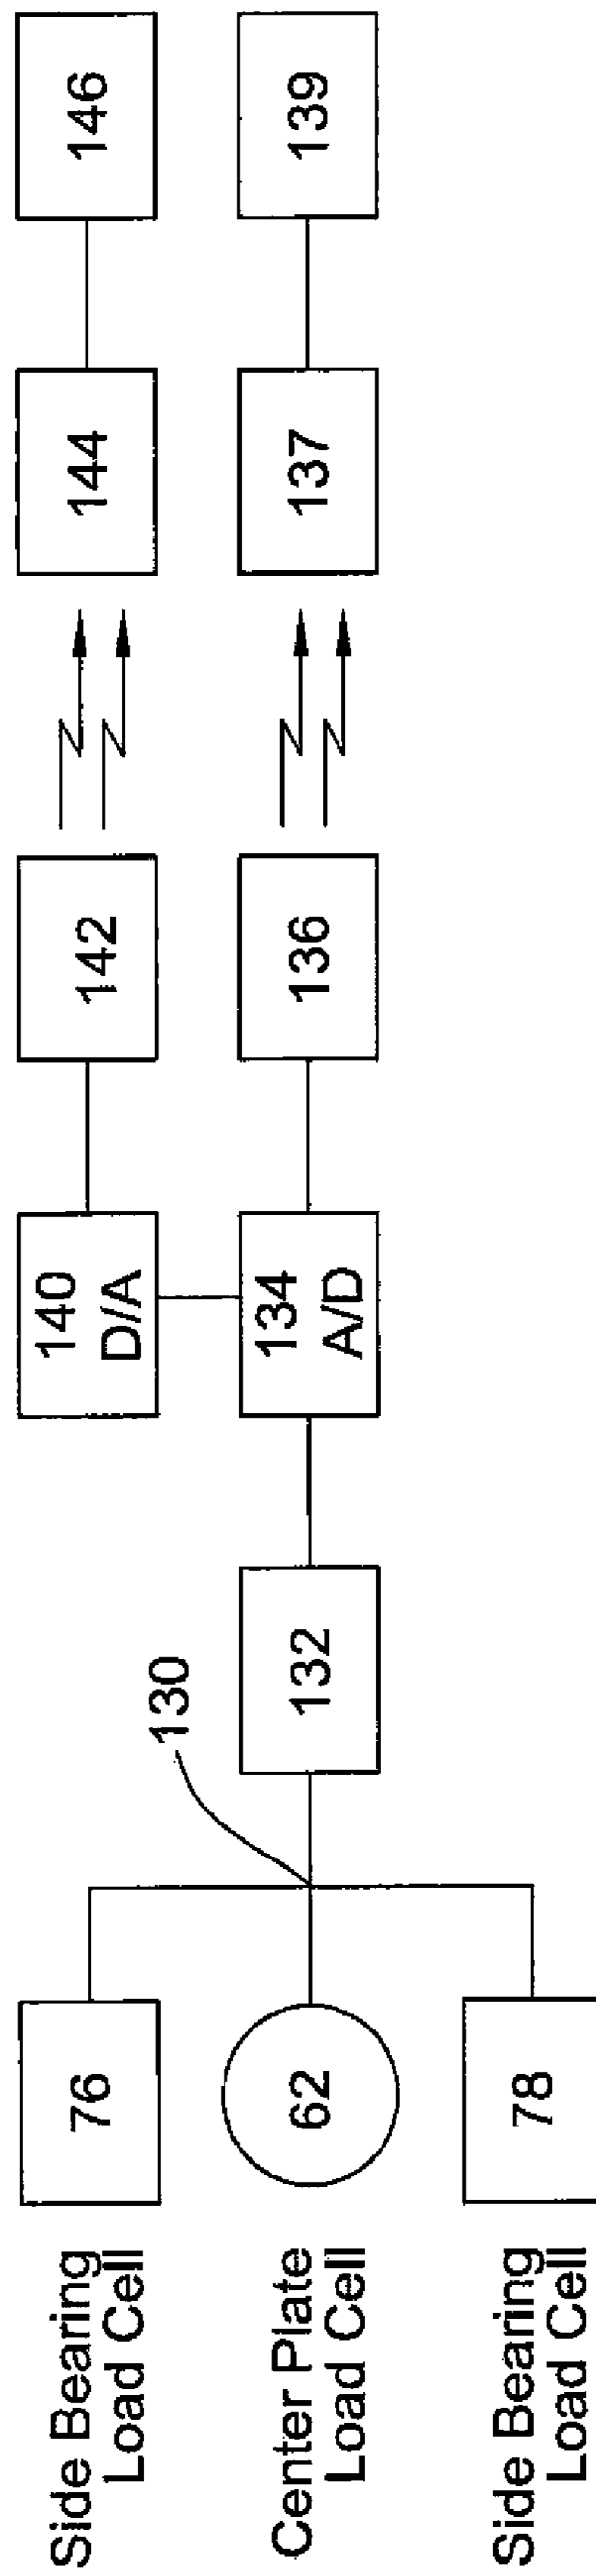 Side Bearing
Load Cell
76
Center Plate
Load Cell
62
Side Bearing
Load Cell
78
130
132
134
A/D
140
D/A
136
142
137
144
139
146